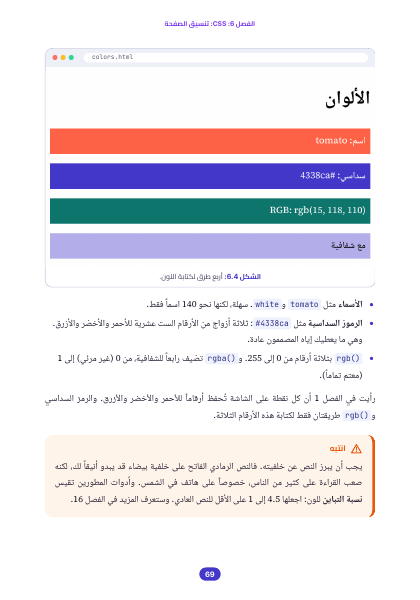 الفصل 6: CSS: تنسيق الصفحة
colors.html
الألوان
اسم: tomato
سداسي: #4338ca
RGB: rgb(15, 118, 110)
مع شفافية
الشكل 6.4: أربع طرق لكتابة اللون.
• الأسماء مثل tomato و white . سهلة، لكنها نحو 140 اسماً فقط.
• الرموز السداسية مثل #4338ca : ثلاثة أزواج من الأرقام الست عشرية للأحمر والأخضر والأزرق.
وهي ما يعطيك إياه المصممون عادة.
• rgb() بثلاثة أرقام من 0 إلى 255. و rgba() تضيف رابعاً للشفافية، من 0 (غير مرئي) إلى 1
(معتم تماماً).
رأيت في الفصل 1 أن كل نقطة على الشاشة تُحفظ أرقاماً للأحمر والأخضر والأزرق. والرمز السداسي
و rgb() طريقتان فقط لكتابة هذه الأرقام الثلاثة.
انتبه
يجب أن يبرز النص عن خلفيته. فالنص الرمادي الفاتح على خلفية بيضاء قد يبدو أنيقاً لك، لكنه
صعب القراءة على كثير من الناس، خصوصاً على هاتف في الشمس. وأدوات المطورين تقيس
نسبة التباين للون: اجعلها 4.5 إلى 1 على الأقل للنص العادي. وستعرف المزيد في الفصل 16.
69